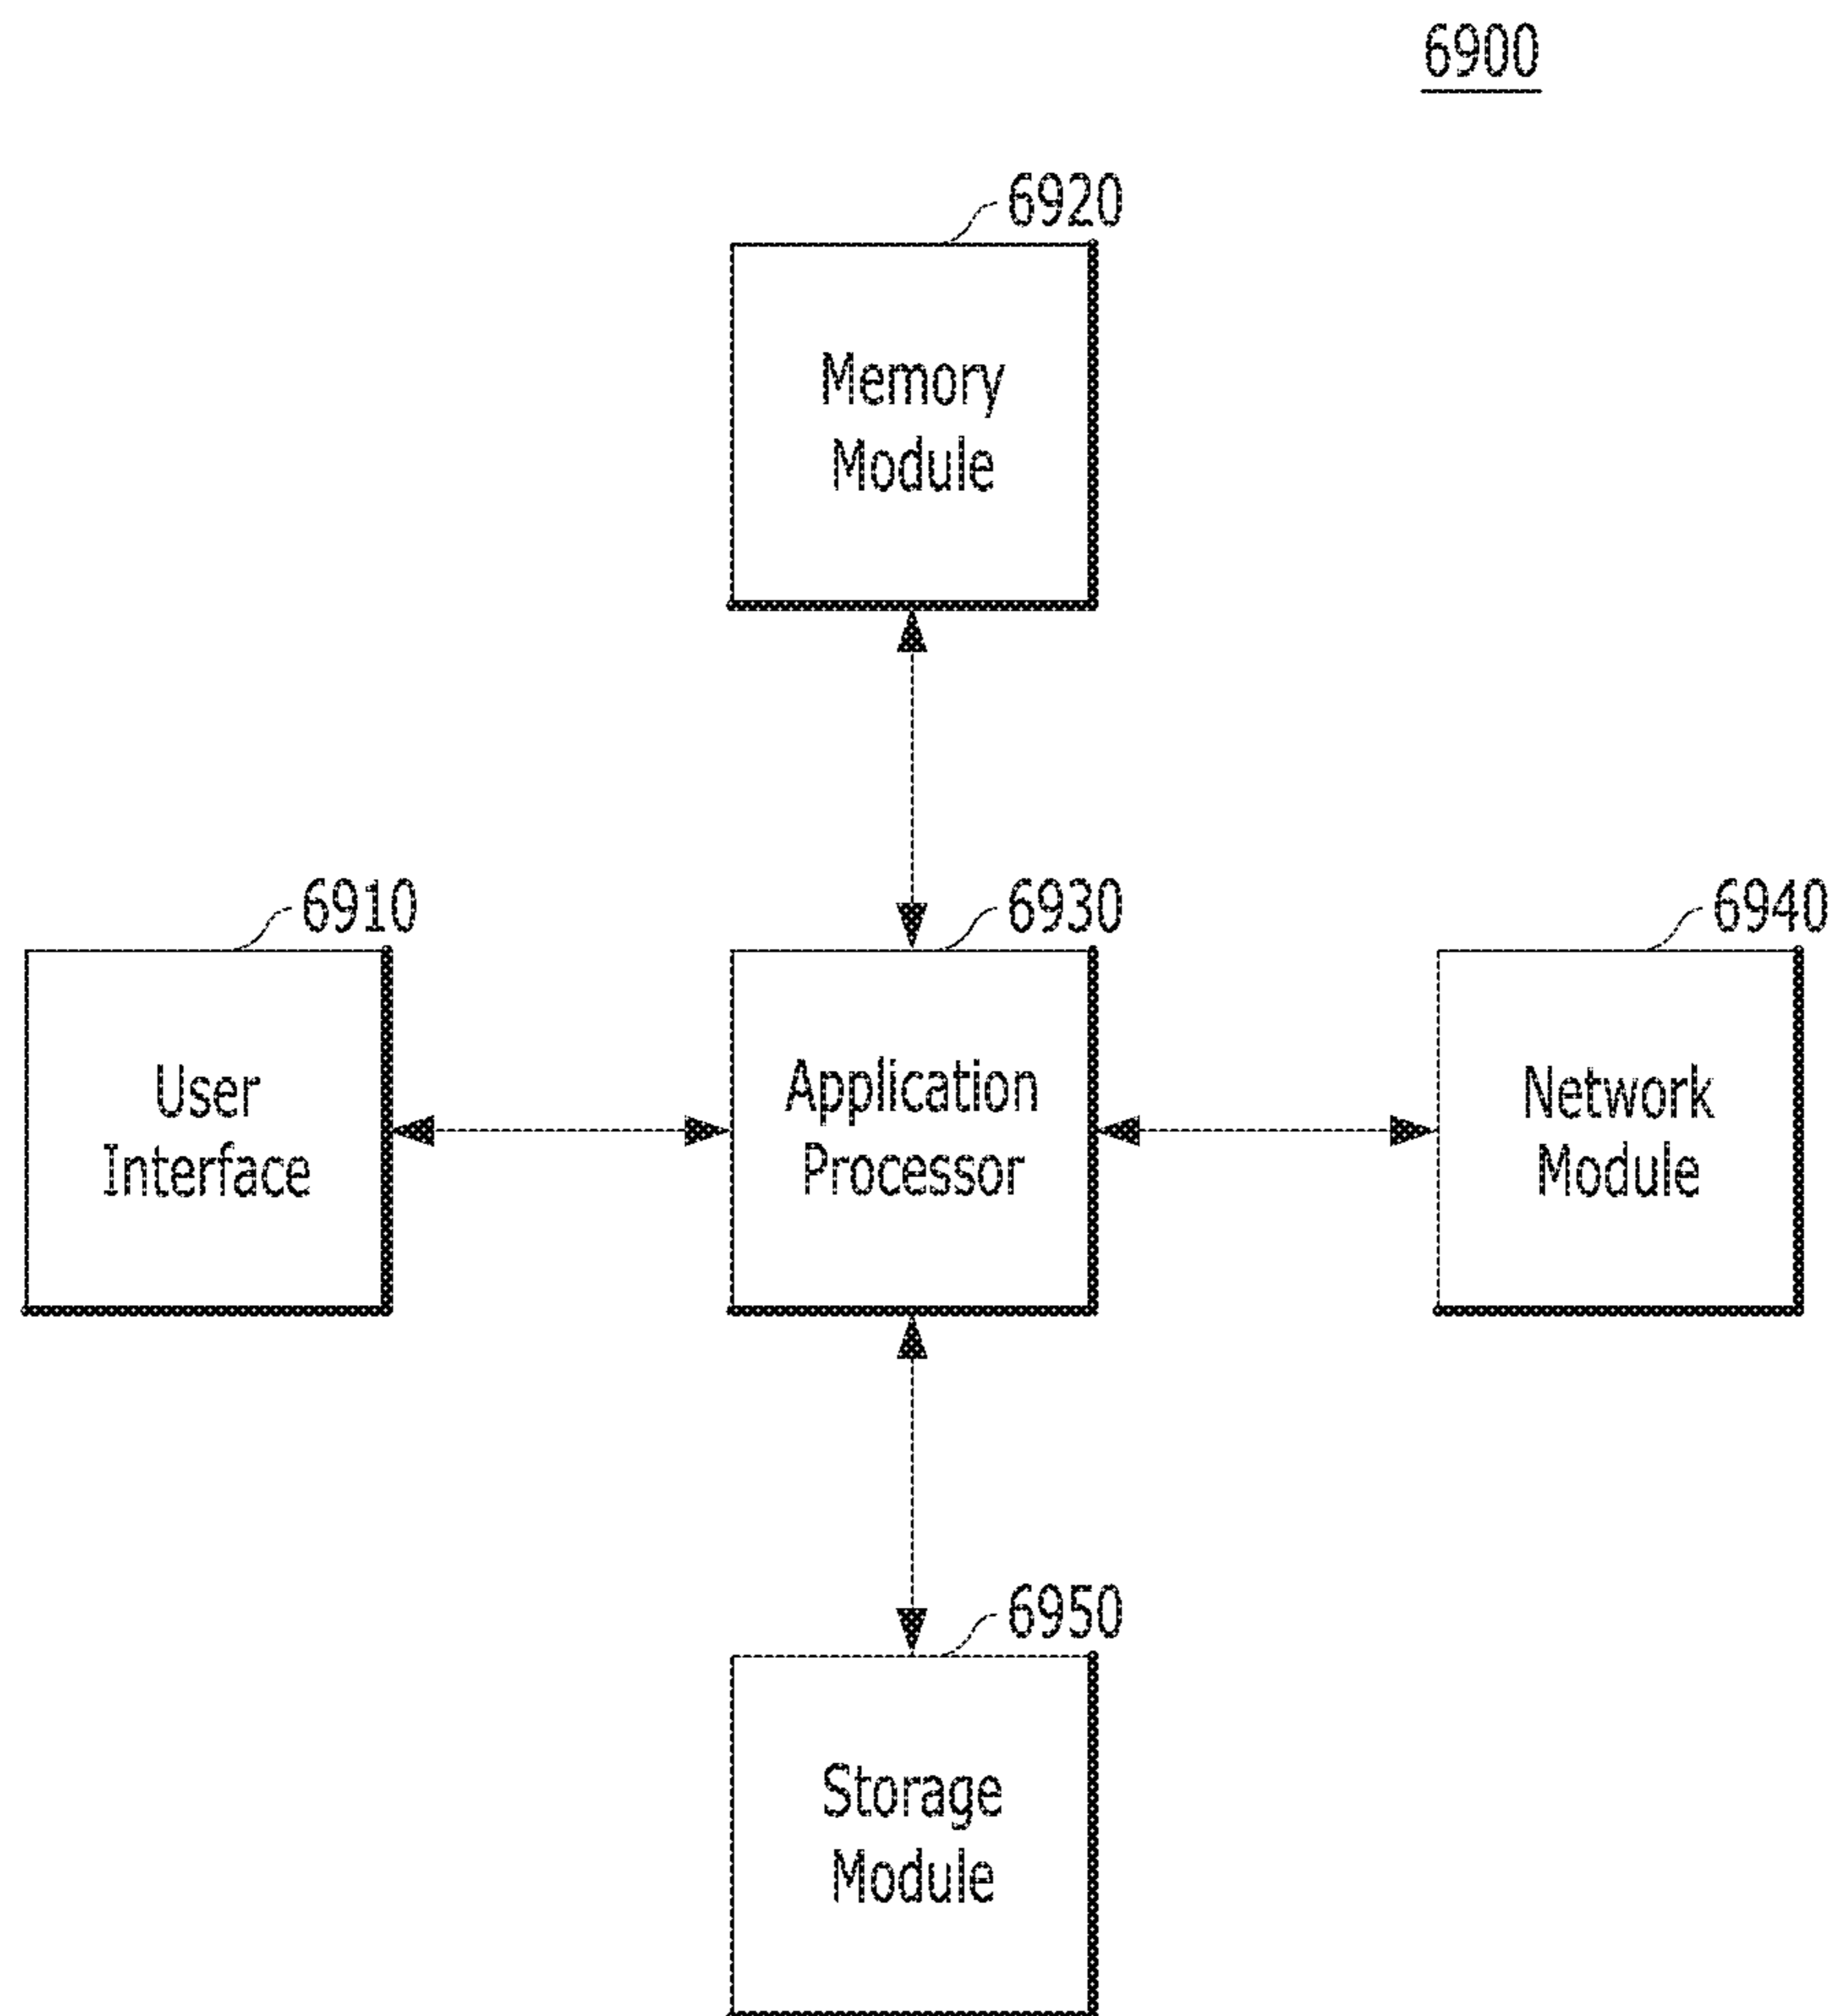 6900
6920
Memory
Module
6910
User
Interface
6930
Application
Processor
6940
Network
Module
6950
Storage
Module